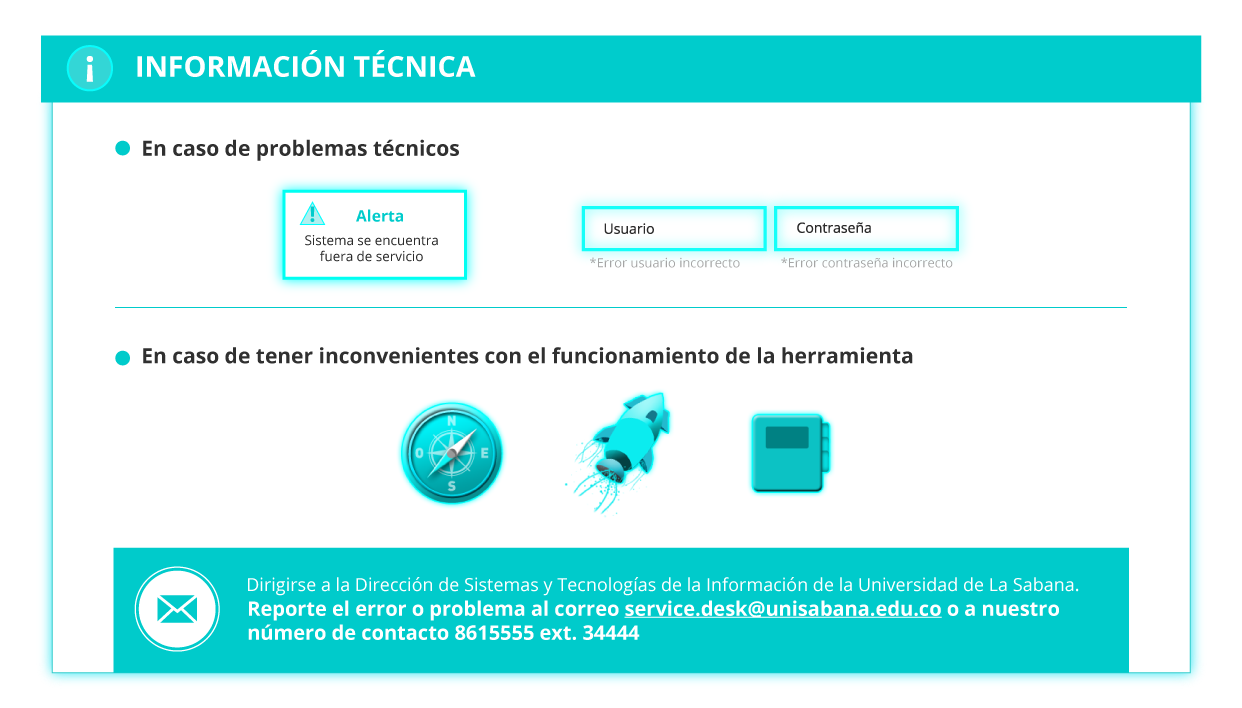 i
INFORMACIÓN TÉCNICA
En caso de problemas técnicos
! Alerta
Sistema se encuentra
fuera de servicio
Usuario
Contraseña
*Error usuario incorrecto
*Error contraseña incorrecto
En caso de tener inconvenientes con el funcionamiento de la herramienta
N
O
E
S
Dirigirse a la Dirección de Sistemas y Tecnologías de la Información de la Universidad de La Sabana.
Reporte el error o problema al correo service.desk@unisabana.edu.co o a nuestro
número de contacto 8615555 ext. 34444